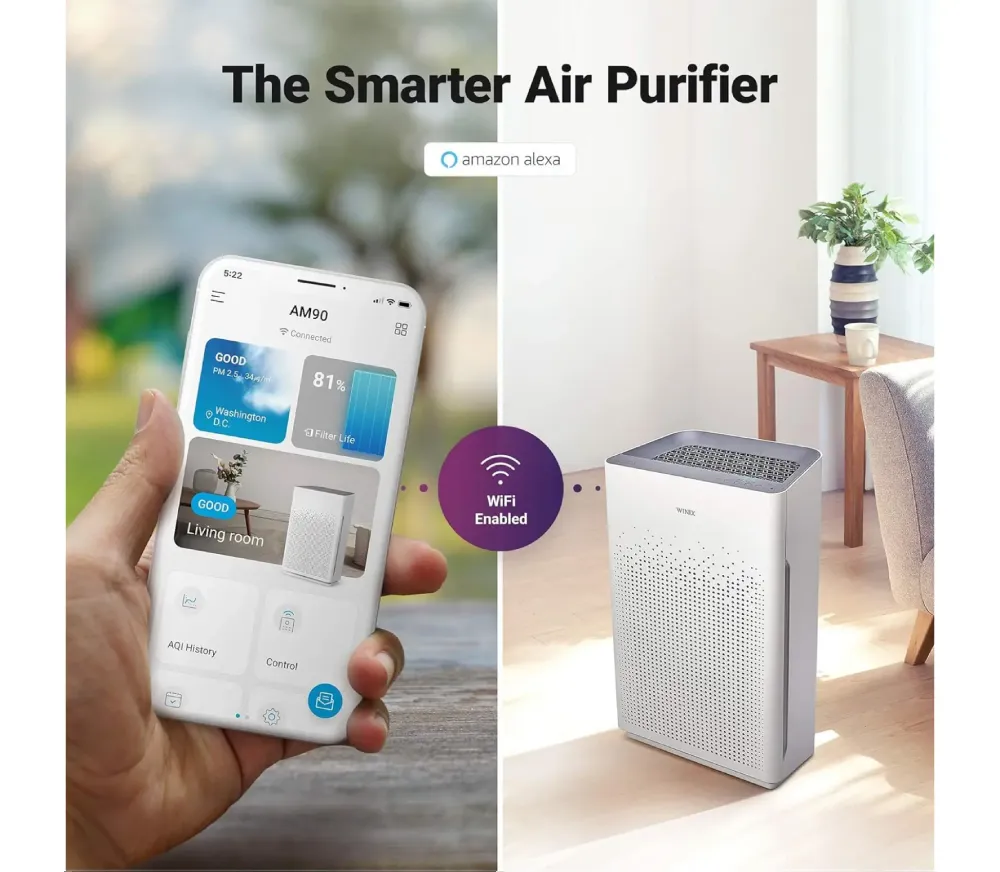 The Smarter Air Purifier
amazon alexa
5:22
AM90
Connected
GOOD
PM 2.5
Washington
D.C.
81%
Filter Life
GOOD
Living room
AQI History
Control
WiFi
Enabled
WINIX